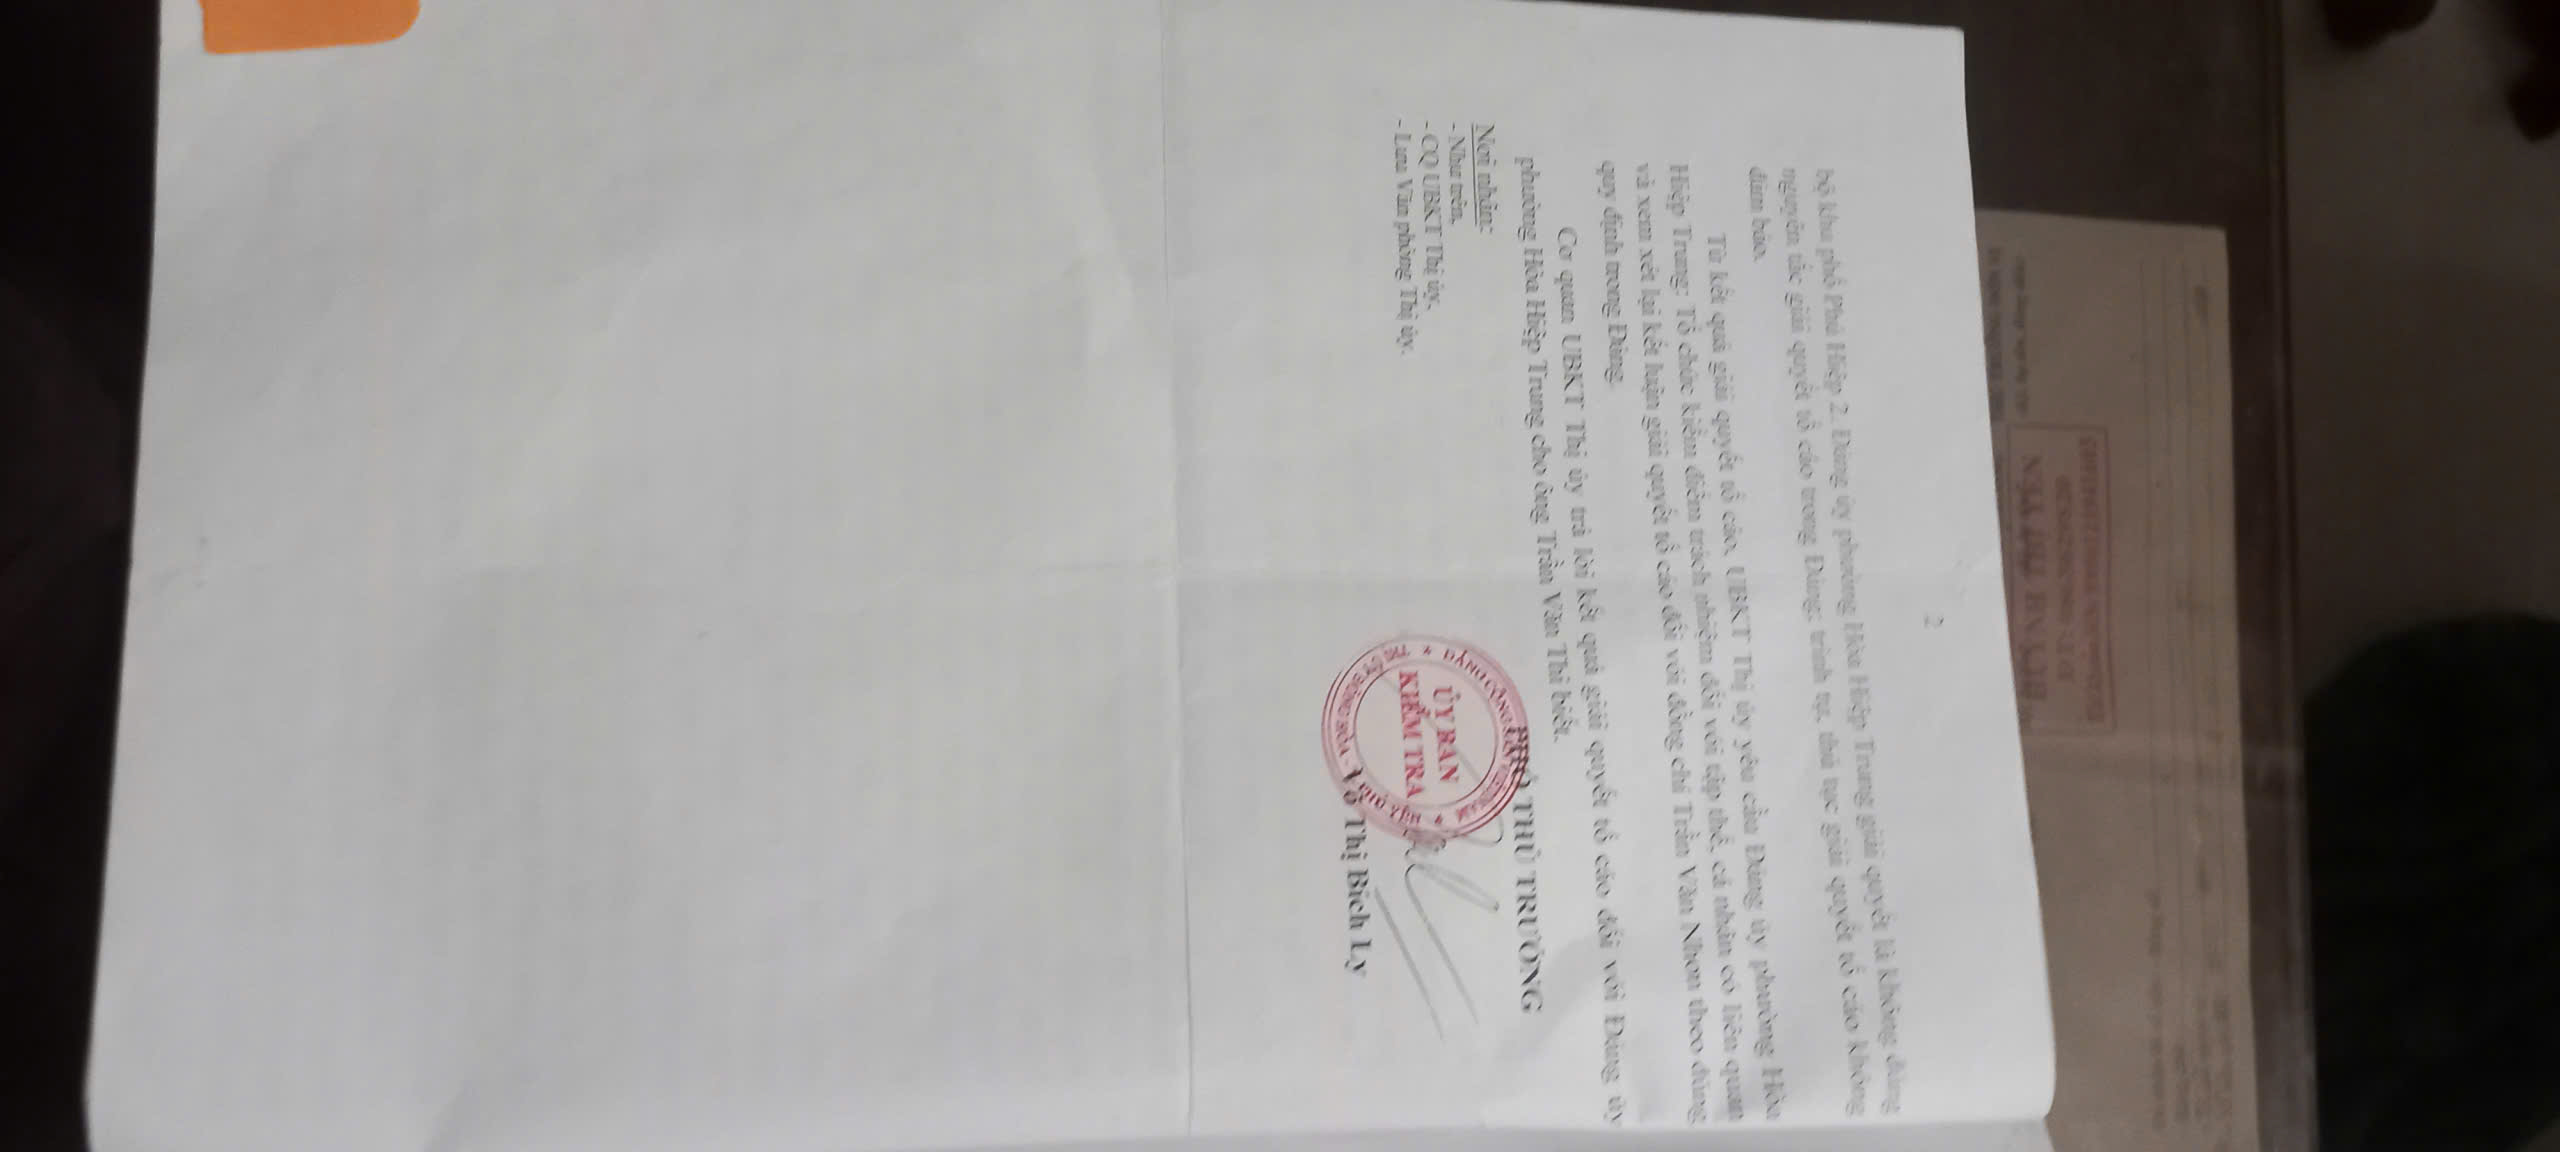 2
bộ khu phố Phú Hiệp 2. Đảng ủy phường Hòa Hiệp Trung giải quyết là không đúng
nguyên tắc giải quyết tố cáo trong Đảng; trình tự, thủ tục giải quyết tố cáo không
đảm bảo.
Từ kết quả giải quyết tố cáo, UBKT Thị ủy yêu cầu Đảng ủy phường Hòa
Hiệp Trung: Tổ chức kiểm điểm trách nhiệm đối với tập thể, cá nhân có liên quan
và xem xét lại kết luận giải quyết tố cáo đối với đồng chí Trần Văn Nhơn theo đúng
quy định trong Đảng.
Cơ quan UBKT Thị ủy trả lời kết quả giải quyết tố cáo đối với Đảng ủy
phường Hòa Hiệp Trung cho ông Trần Văn Thi biết.
Nơi nhận:
- Như trên,
- CQ UBKT Thị ủy,
- Lưu Văn phòng Thị ủy.
PHÓ THỦ TRƯỞNG
ĐẢNG CỘNG SẢN VIỆT NAM
ỦY BAN
KIỂM TRA
Võ Thị Bích Ly